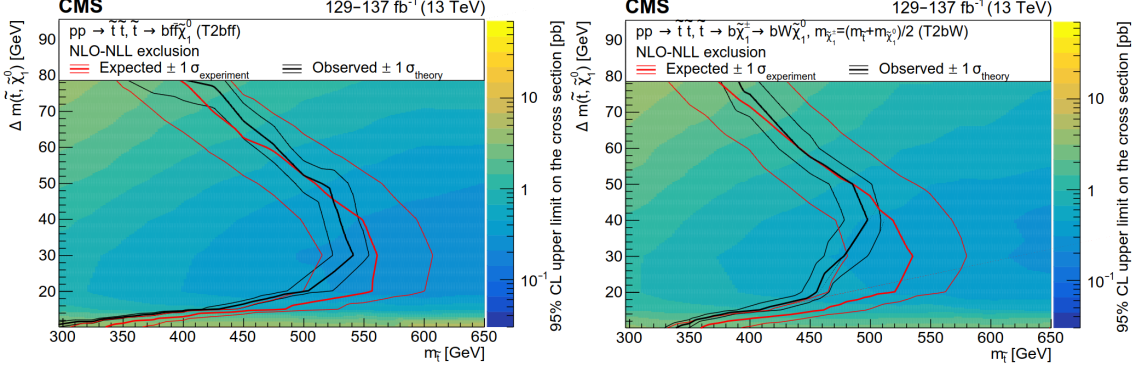 CMS 129-137 fb⁻¹ (13 TeV)
pp → t̃ t̃, t̃ → bff̄χ̃⁰₁ (T2bff)
NLO-NLL exclusion
Expected ± 1 σexperiment Observed ± 1 σtheory
Δ m(t̃, χ̃⁰₁) [GeV]
90
80
70
60
50
40
30
20
300 350 400 450 500 550 600 650
m t̃ [GeV]
10
1
10⁻¹
95% CL upper limit on the cross section [pb]
CMS 129-137 fb⁻¹ (13 TeV)
pp → t̃ t̃, t̃ → bχ̃±₁ → bWχ̃⁰₁, mχ̃±₁=(mt̃+mχ̃⁰₁)/2 (T2bW)
NLO-NLL exclusion
Expected ± 1 σexperiment Observed ± 1 σtheory
Δ m(t̃, χ̃⁰₁) [GeV]
90
80
70
60
50
40
30
20
300 350 400 450 500 550 600 650
m t̃ [GeV]
10
1
10⁻¹
95% CL upper limit on the cross section [pb]